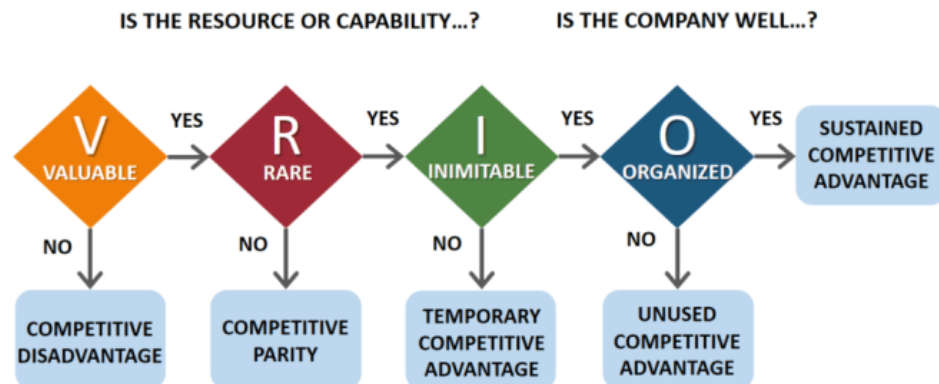 IS THE RESOURCE OR CAPABILITY...?
IS THE COMPANY WELL...?
V
VALUABLE
YES
R
RARE
YES
I
INIMITABLE
YES
O
ORGANIZED
YES
SUSTAINED
COMPETITIVE
ADVANTAGE
NO
NO
NO
NO
COMPETITIVE
DISADVANTAGE
COMPETITIVE
PARITY
TEMPORARY
COMPETITIVE
ADVANTAGE
UNUSED
COMPETITIVE
ADVANTAGE